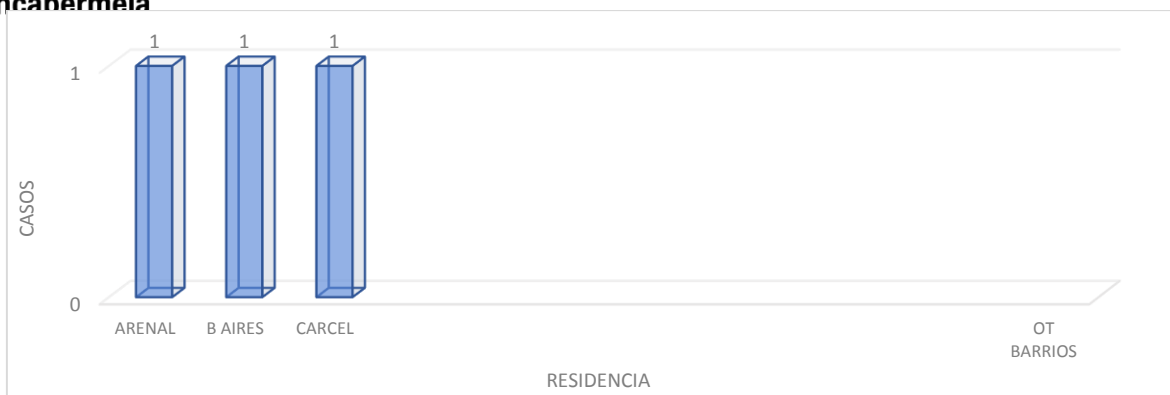 ncabermeja
1 1 1
1
CASOS
0
ARENAL B AIRES CARCEL OT
BARRIOS
RESIDENCIA